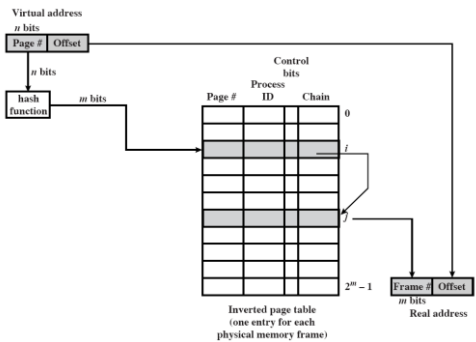 Virtual address
n bits
Page # Offset
n bits
hash
function
m bits
Control
bits
Process
Page # ID Chain
0
i
j
2^m – 1
Frame # Offset
m bits
Real address
Inverted page table
(one entry for each
physical memory frame)